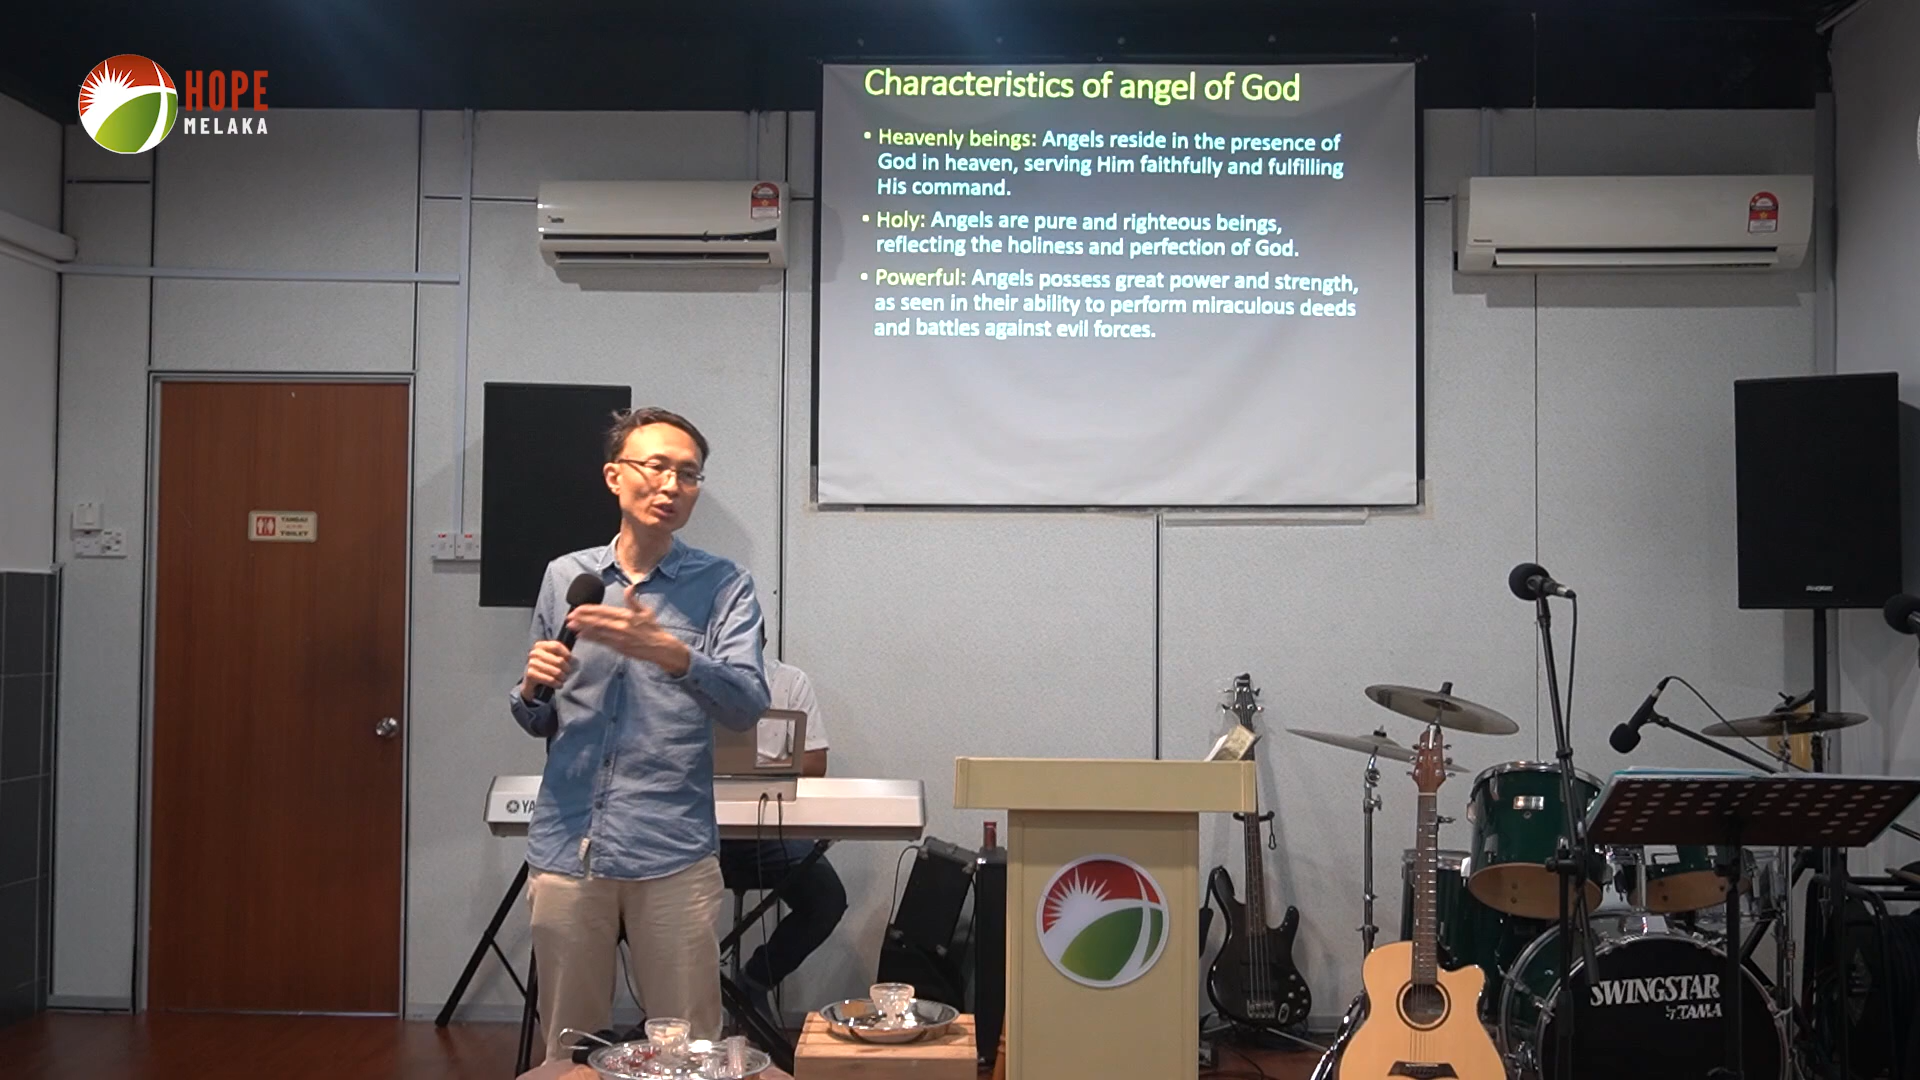 HOPE
MELAKA
Characteristics of angel of God
• Heavenly beings: Angels reside in the presence of
God in heaven, serving Him faithfully and fulfilling
His command.
• Holy: Angels are pure and righteous beings,
reflecting the holiness and perfection of God.
• Powerful: Angels possess great power and strength,
as seen in their ability to perform miraculous deeds
and battles against evil forces.
TANDAS
TOILET
YA
SWINGSTAR
TAMA